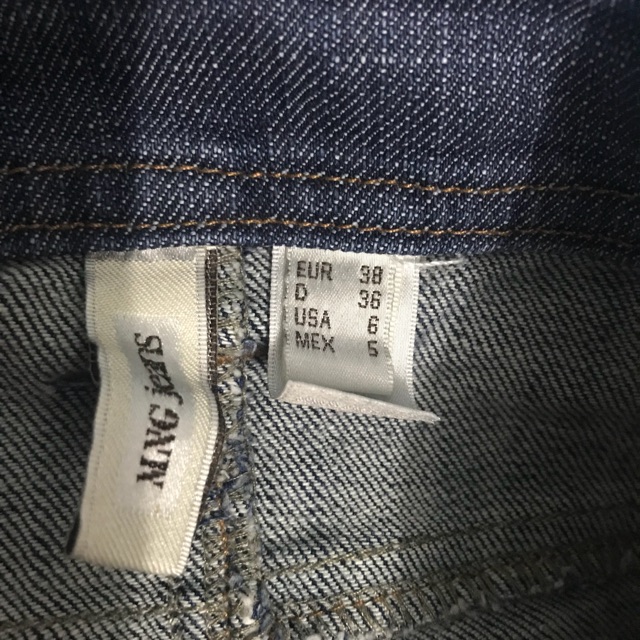 MNG jeans
EUR 38
D 36
USA 6
MEX 5